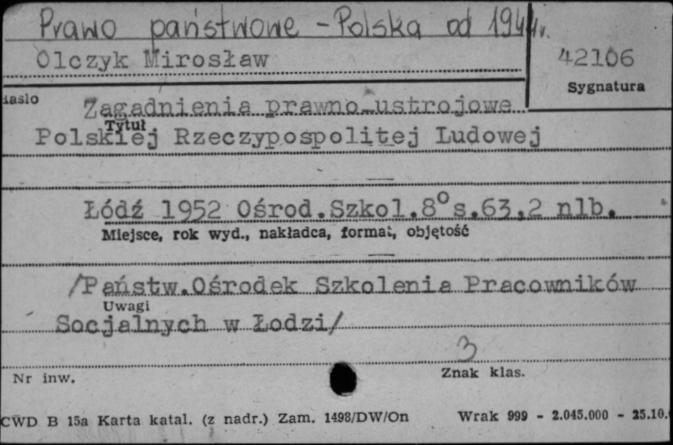 Prawo państwowe - Polska od 1944r.
Olczyk Mirosław
42106
Sygnatura
Hasło
Zagadnienia prawno-ustrojowe
Tytuł
Polskiej Rzeczypospolitej Ludowej
Łódź 1952 Ośrod.Szkol.8° s.63,2 nlb.
Miejsce, rok wyd., nakładca, format, objętość
/Państw.Ośrodek Szkolenia Pracowników
Uwagi
Socjalnych w Łodzi/
3
Nr inw.
Znak klas.
CWD B 15a Karta katal. (z nadr.) Zam. 1498/DW/On
Wrak 999 - 2.045.000 - 25.10.